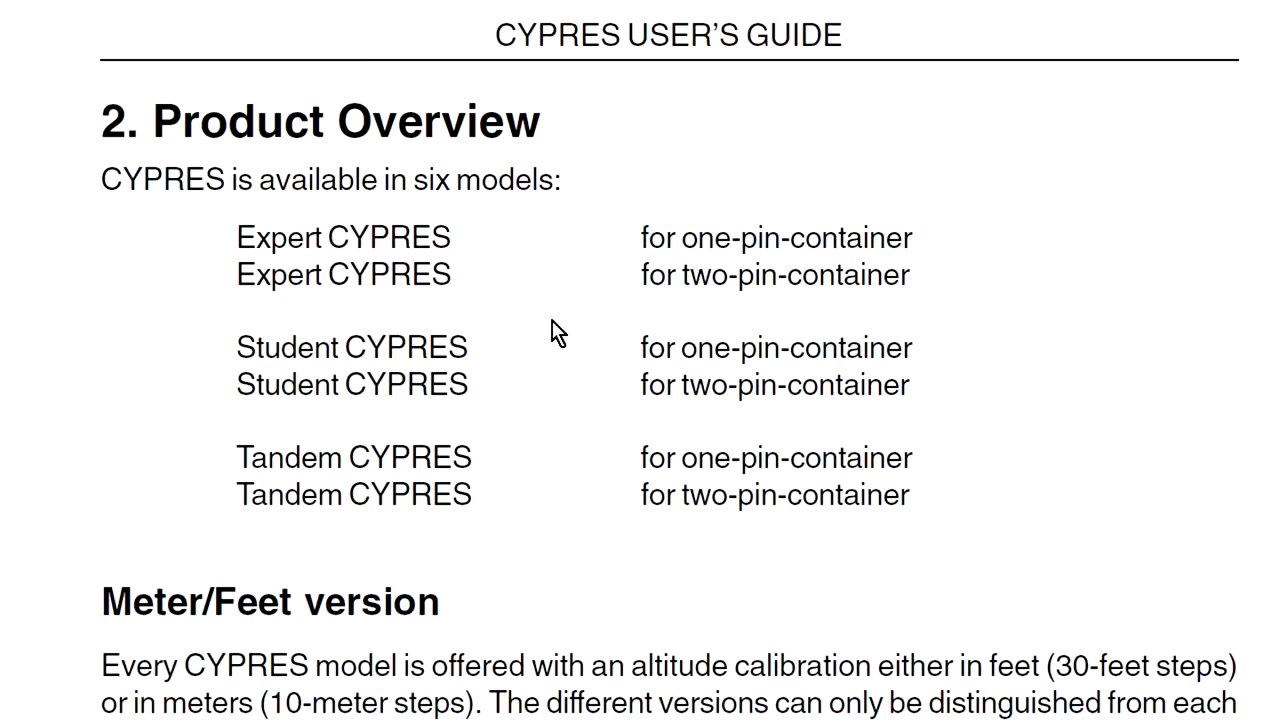 CYPRES USER’S GUIDE
2. Product Overview
CYPRES is available in six models:
Expert CYPRES for one-pin-container
Expert CYPRES for two-pin-container
Student CYPRES for one-pin-container
Student CYPRES for two-pin-container
Tandem CYPRES for one-pin-container
Tandem CYPRES for two-pin-container
Meter/Feet version
Every CYPRES model is offered with an altitude calibration either in feet (30-feet steps)
or in meters (10-meter steps). The different versions can only be distinguished from each